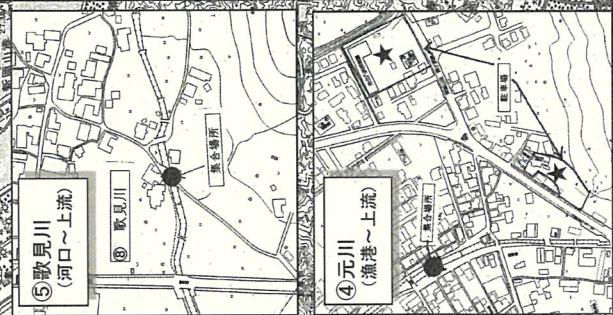 ⑤歌見川
(河口~上流)
⑧
歌見川
集合場所
④元川
(漁港~上流)
集合場所
駐車場